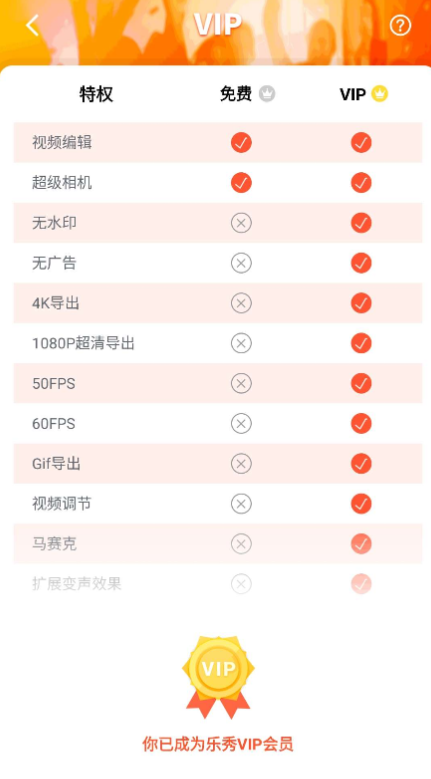 VIP
特权 免费 VIP
视频编辑
超级相机
无水印
无广告
4K导出
1080P超清导出
50FPS
60FPS
Gif导出
视频调节
马赛克
扩展变声效果
VIP
你已成为乐秀VIP会员